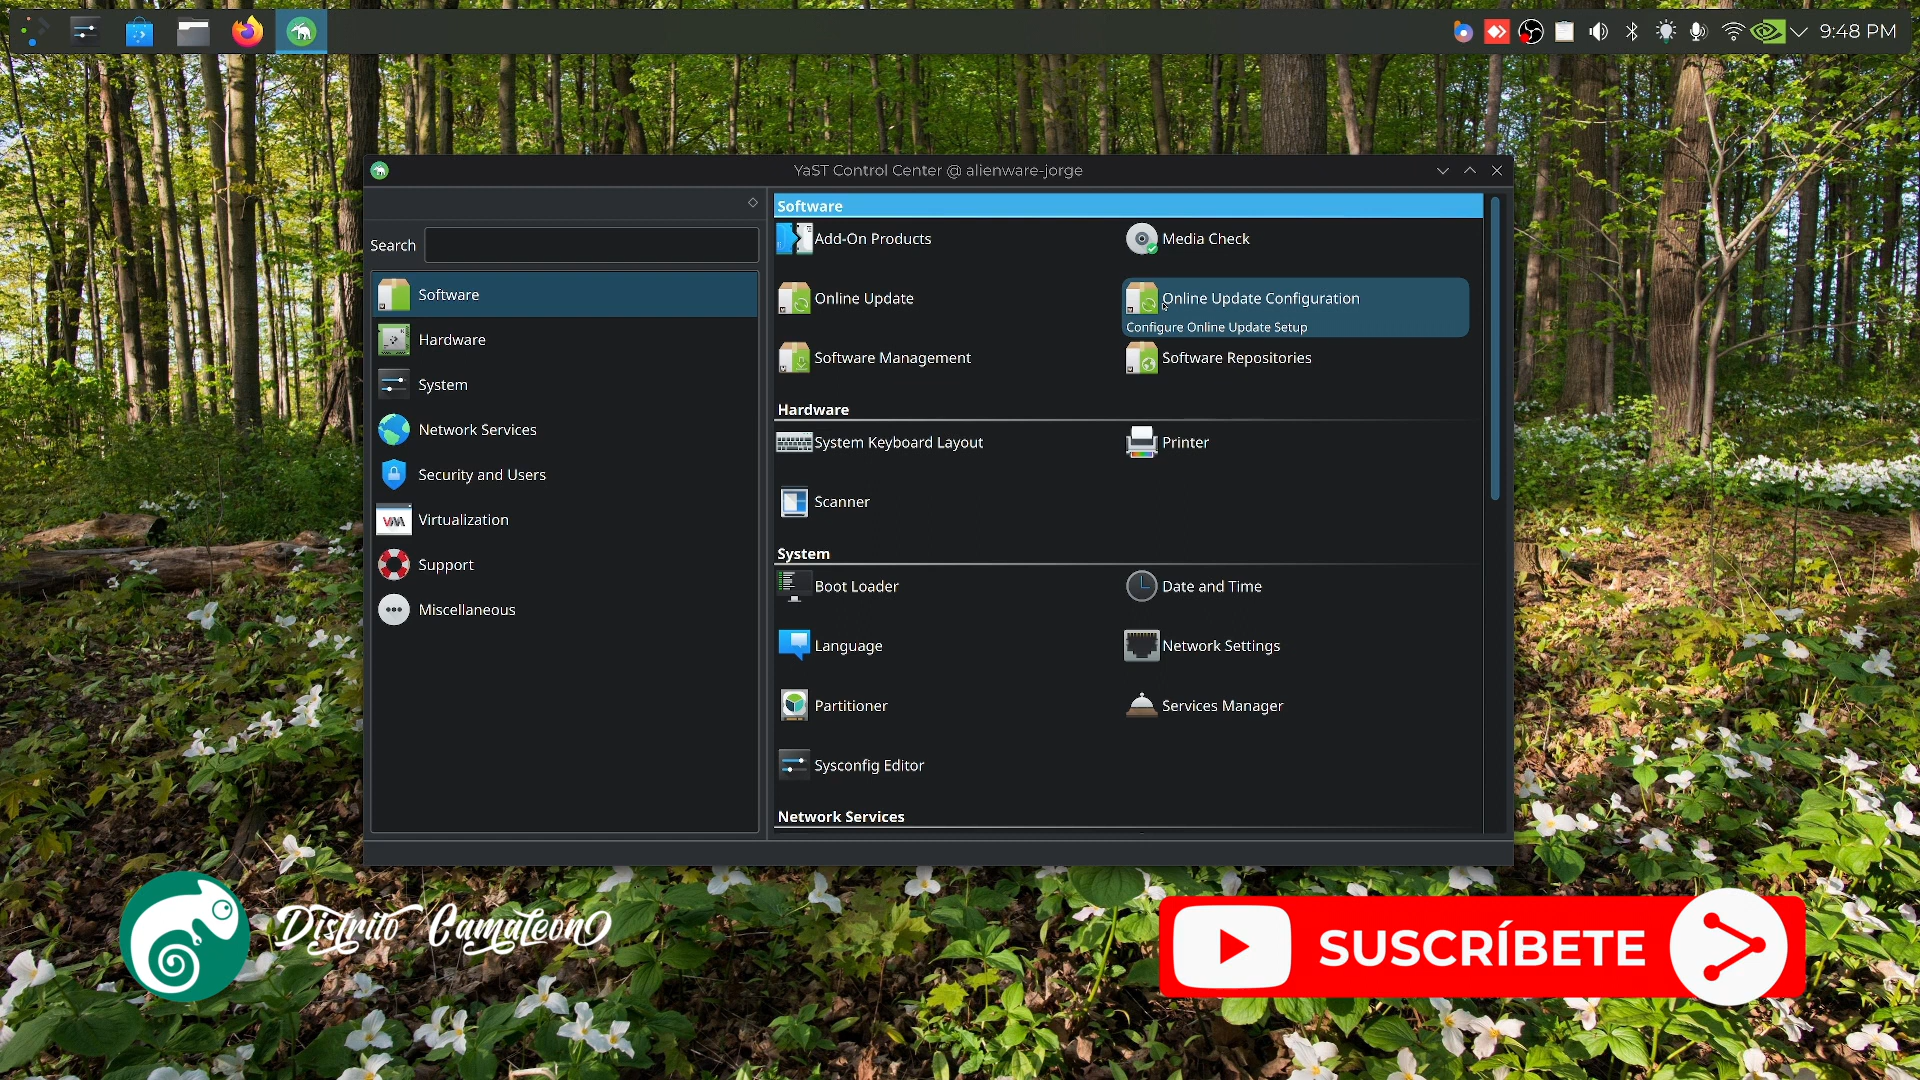 9:48 PM
YaST Control Center @ alienware-jorge
Search
Software
Hardware
System
Network Services
Security and Users
Virtualization
Support
Miscellaneous
Software
Add-On Products
Media Check
Online Update
Online Update Configuration
Configure Online Update Setup
Software Management
Software Repositories
Hardware
System Keyboard Layout
Printer
Scanner
System
Boot Loader
Date and Time
Language
Network Settings
Partitioner
Services Manager
Sysconfig Editor
Network Services
Distrito Camaleón
SUSCRÍBETE